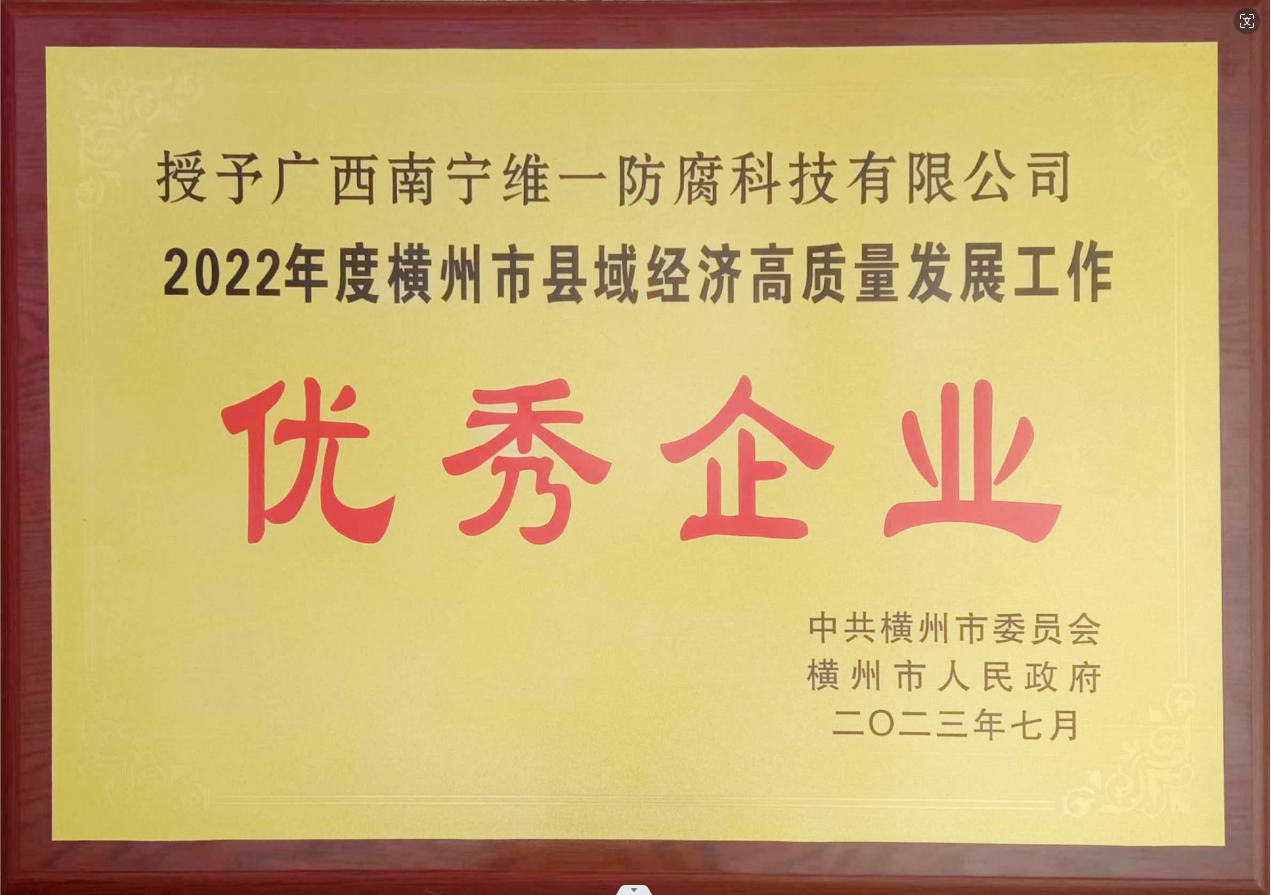 授予广西南宁维一防腐科技有限公司
2022年度横州市县域经济高质量发展工作
优秀企业
中共横州市委员会
横州市人民政府
二〇二三年七月